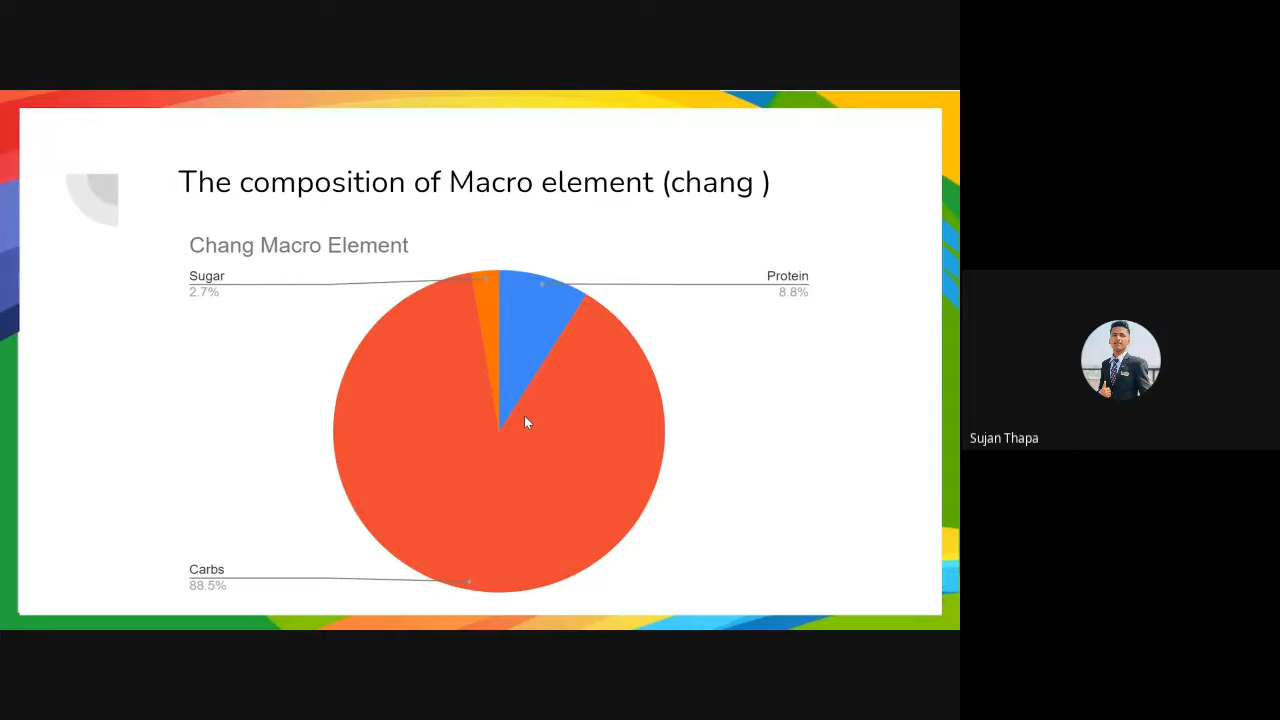 The composition of Macro element (chang )
Chang Macro Element
Sugar
2.7%
Protein
8.8%
Carbs
88.5%
Sujan Thapa